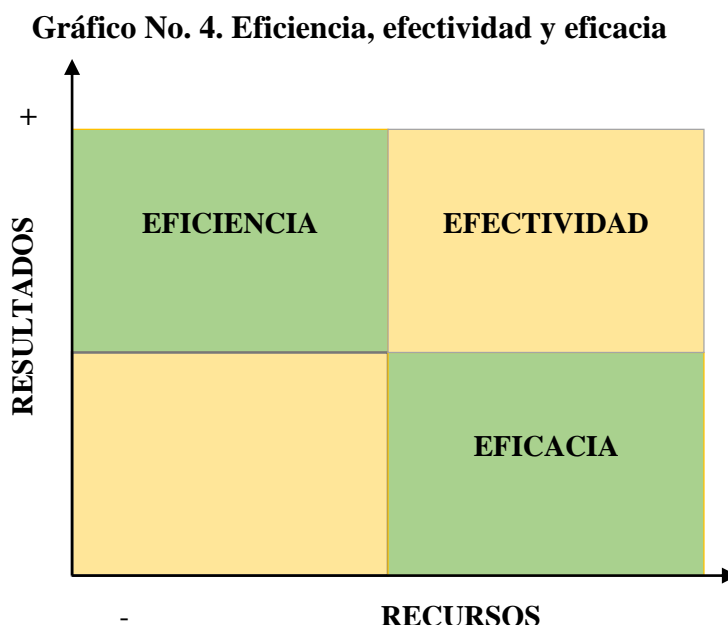 Gráfico No. 4. Eficiencia, efectividad y eficacia
+
RESULTADOS
EFICIENCIA
EFECTIVIDAD
EFICACIA
-
RECURSOS